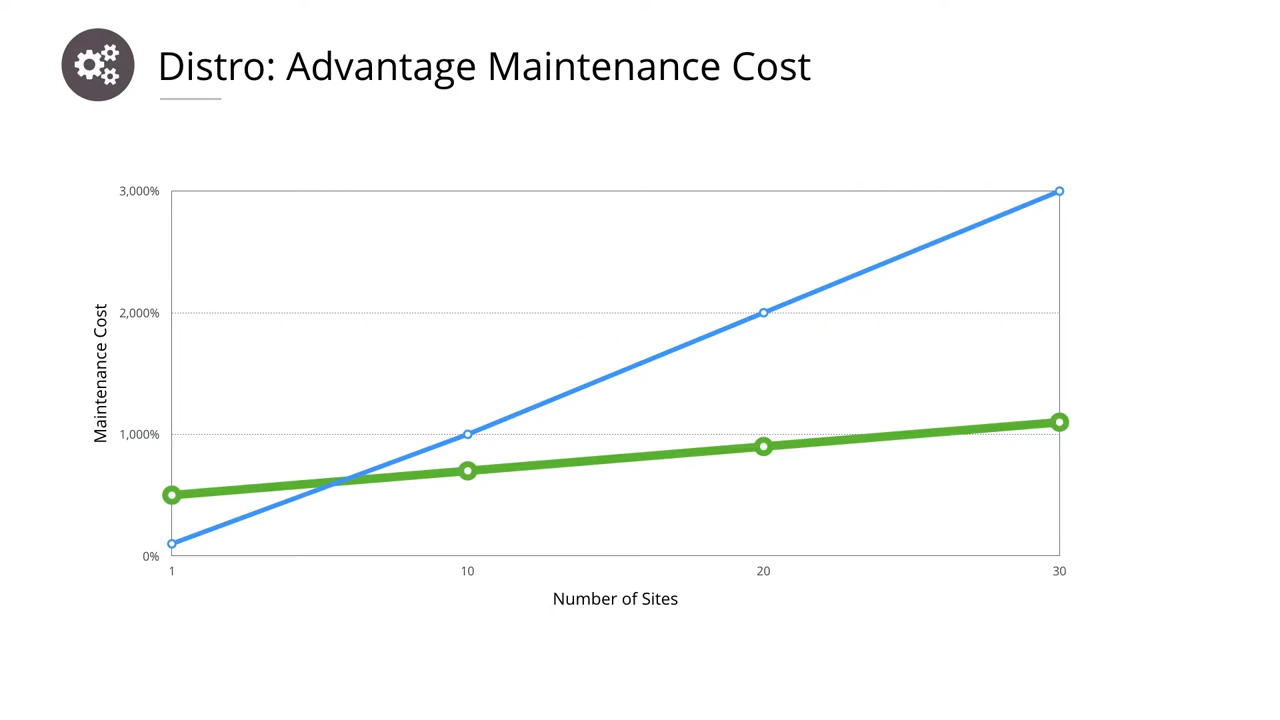 Distro: Advantage Maintenance Cost
3,000%
2,000%
1,000%
0%
Maintenance Cost
1
10
20
30
Number of Sites